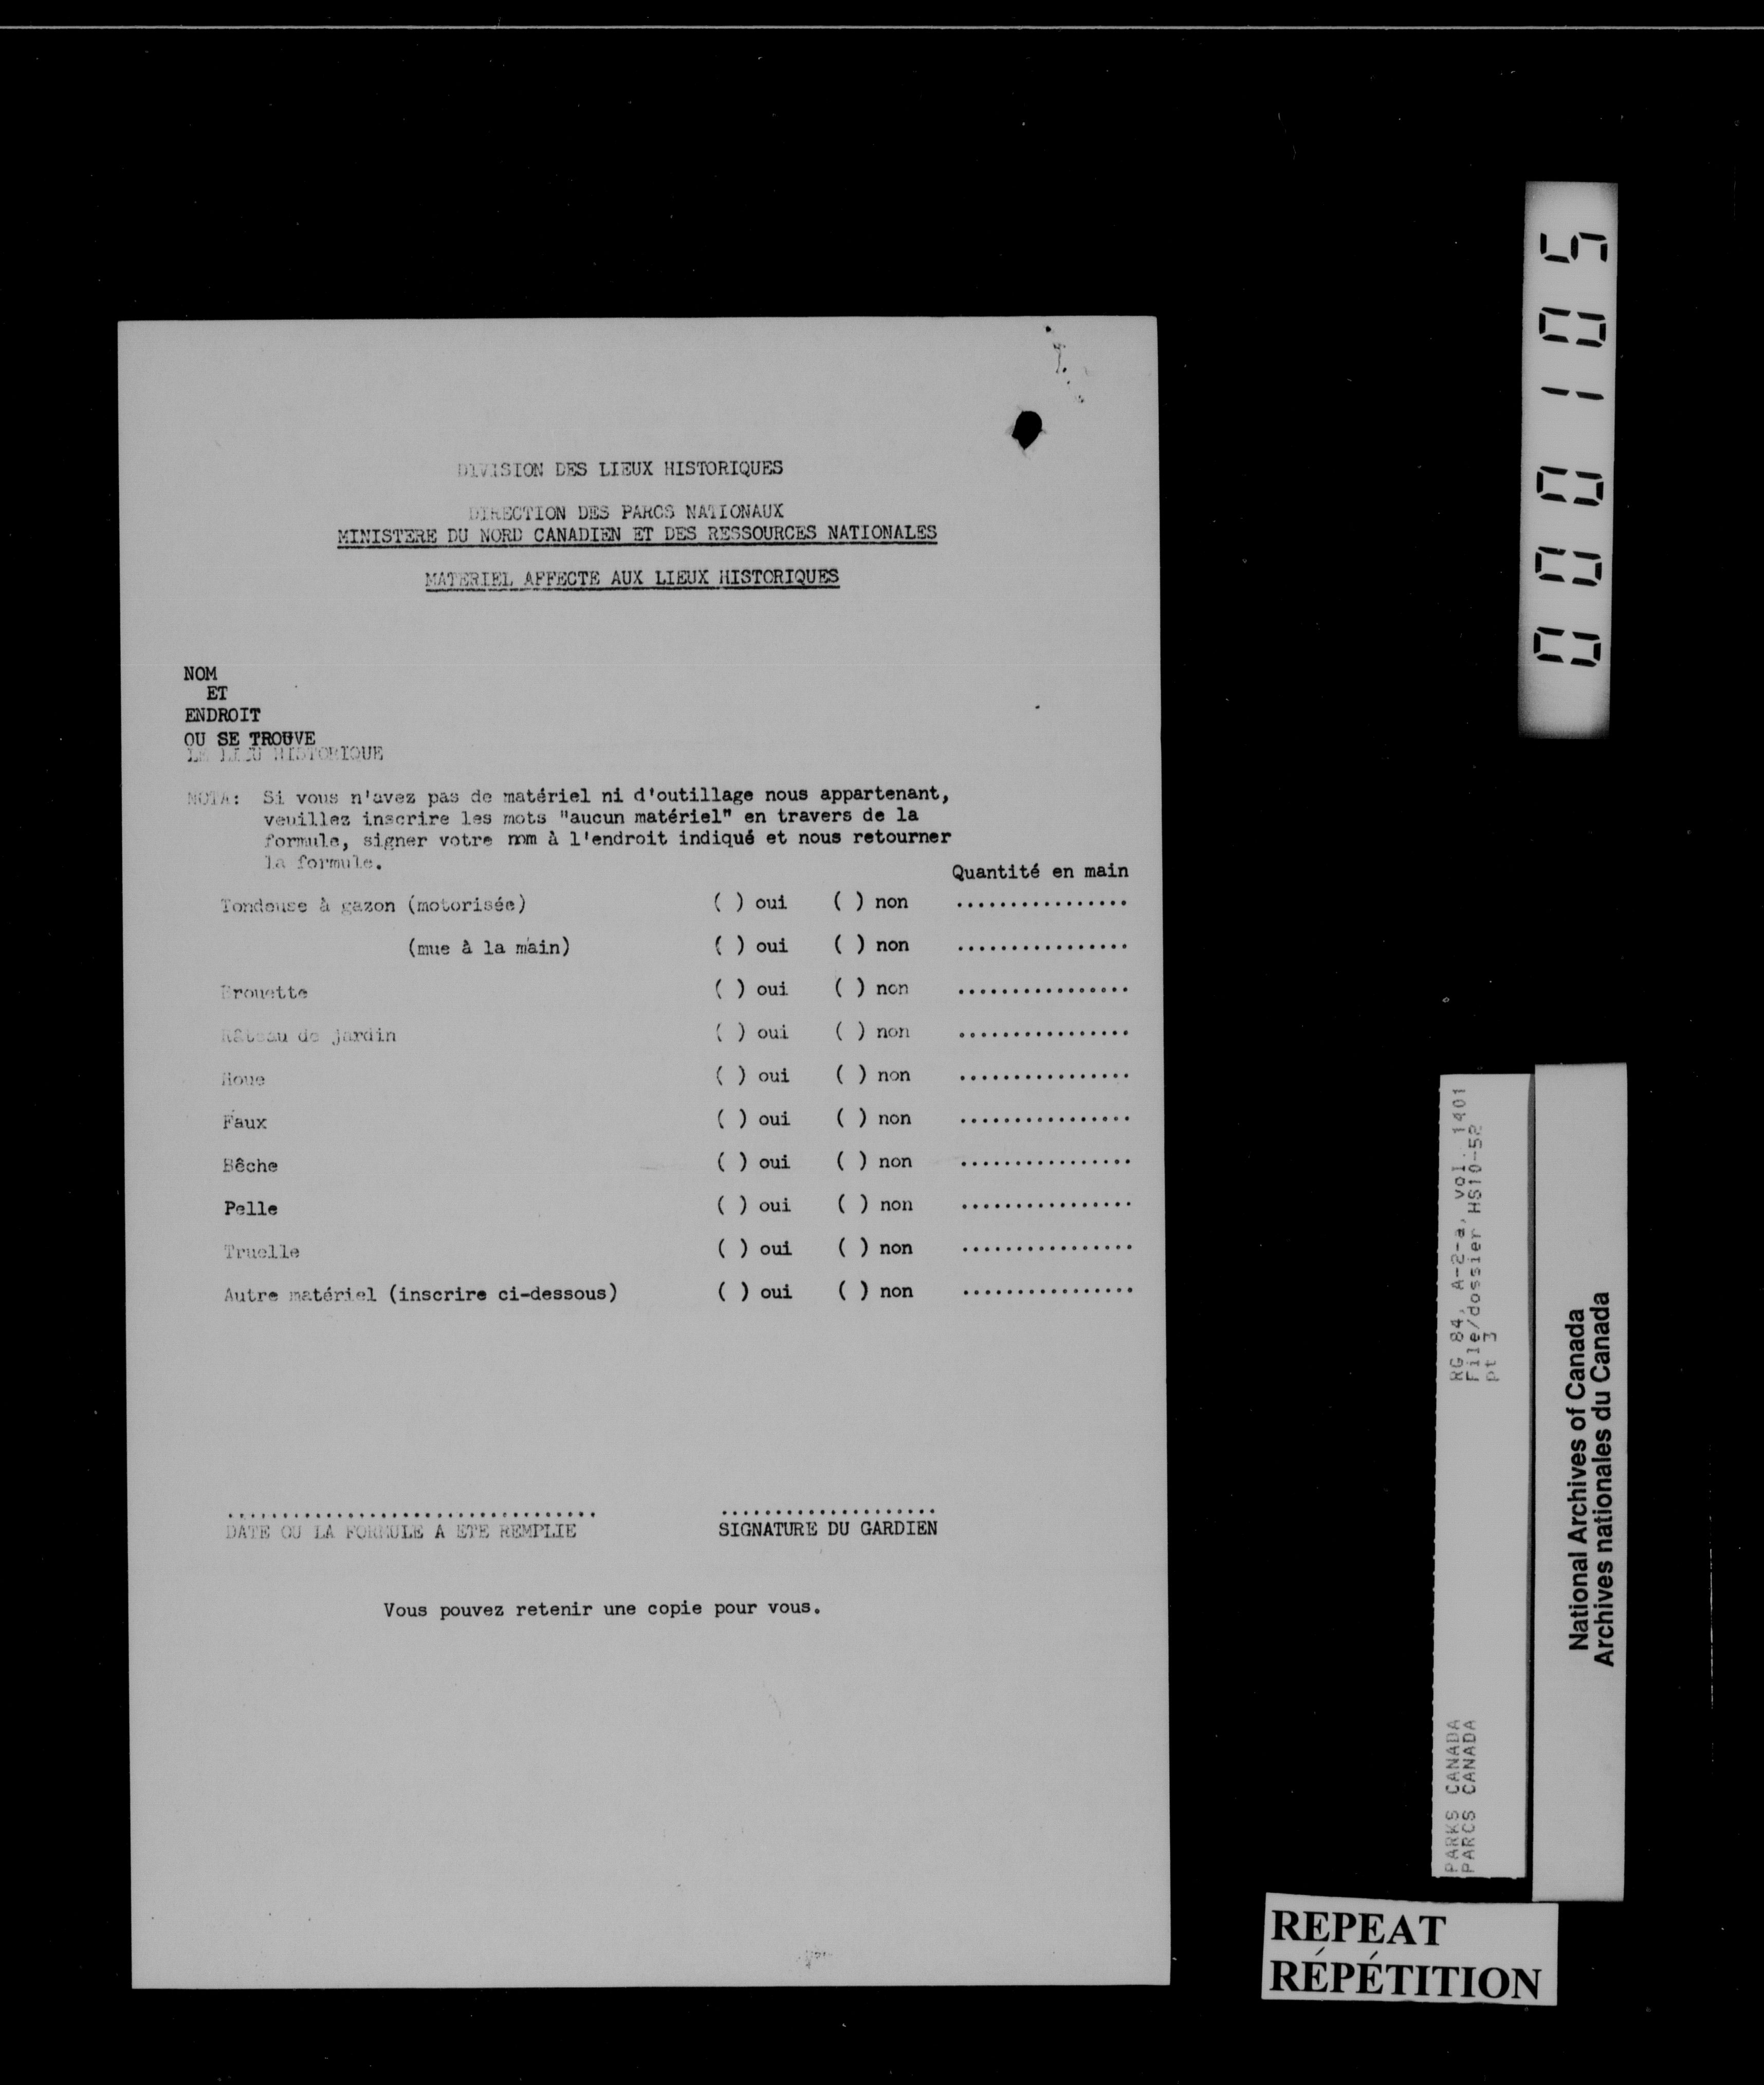 DIVISION DES LIEUX HISTORIQUES
DIRECTION DES PARCS NATIONAUX
MINISTERE DU NORD CANADIEN ET DES RESSOURCES NATIONALES
MATERIEL AFFECTE AUX LIEUX HISTORIQUES
NOM
ET
ENDROIT
OU SE TROUVE
LE LIEU HISTORIQUE
NOTA: Si vous n'avez pas de matériel ni d'outillage nous appartenant,
veuillez inscrire les mots "aucun matériel" en travers de la
formule, signer votre nom à l'endroit indiqué et nous retourner
la formule.
Quantité en main
Tondeuse à gazon (motorisée) ( ) oui ( ) non ................
(mue à la main) ( ) oui ( ) non ................
Brouette ( ) oui ( ) non ................
Râteau de jardin ( ) oui ( ) non ................
Houe ( ) oui ( ) non ................
Faux ( ) oui ( ) non ................
Bêche ( ) oui ( ) non ................
Pelle ( ) oui ( ) non ................
Truelle ( ) oui ( ) non ................
Autre matériel (inscrire ci-dessous) ( ) oui ( ) non ................
.................................. ....................
DATE OU LA FORMULE A ETE REMPLIE SIGNATURE DU GARDIEN
Vous pouvez retenir une copie pour vous.
000105
RG 84, A-2-a, vol. 1401
File/dossier HS10-52
pt 3
PARKS CANADA
PARCS CANADA
National Archives of Canada
Archives nationales du Canada
REPEAT
RÉPÉTITION